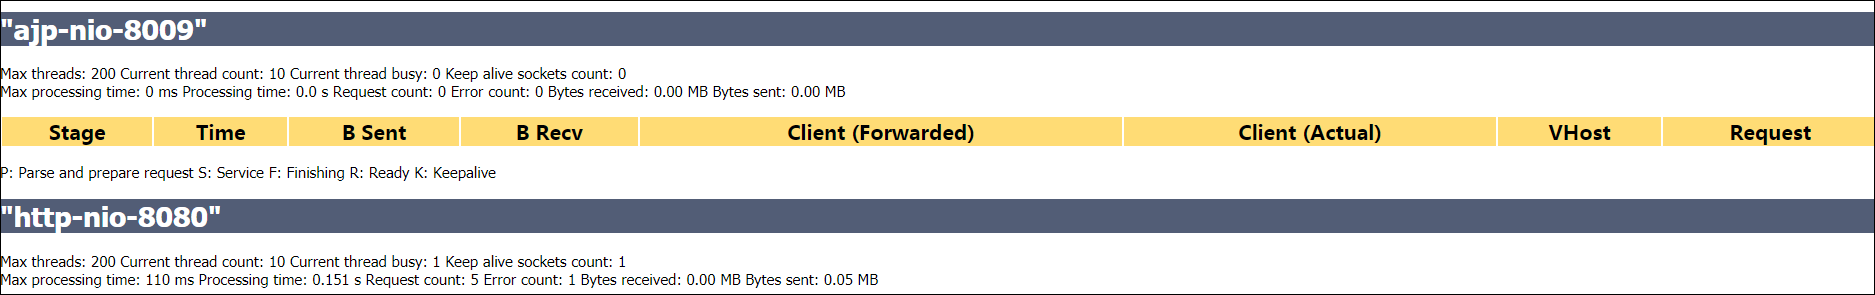 "ajp-nio-8009"
Max threads: 200 Current thread count: 10 Current thread busy: 0 Keep alive sockets count: 0
Max processing time: 0 ms Processing time: 0.0 s Request count: 0 Error count: 0 Bytes received: 0.00 MB Bytes sent: 0.00 MB
Stage Time B Sent B Recv Client (Forwarded) Client (Actual) VHost Request
P: Parse and prepare request S: Service F: Finishing R: Ready K: Keepalive
"http-nio-8080"
Max threads: 200 Current thread count: 10 Current thread busy: 1 Keep alive sockets count: 1
Max processing time: 110 ms Processing time: 0.151 s Request count: 5 Error count: 1 Bytes received: 0.00 MB Bytes sent: 0.05 MB